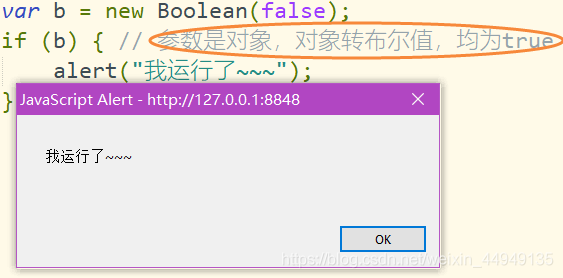 var b = new Boolean(false);
if (b) { // 参数是对象，对象转布尔值，均为true
alert("我运行了~~~");
}
JavaScript Alert - http://127.0.0.1:8848
我运行了~~~
OK
https://blog.csdn.net/weixin_44949135